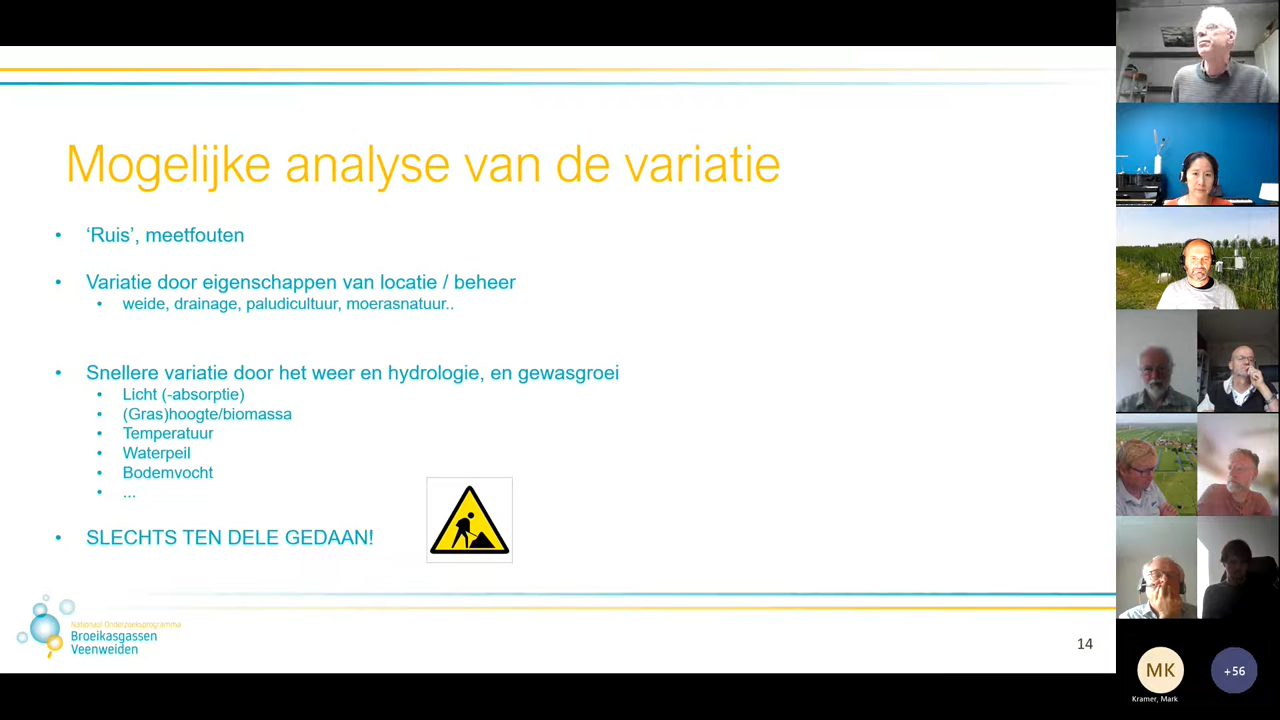 Mogelijke analyse van de variatie
• ‘Ruis’, meetfouten
• Variatie door eigenschappen van locatie / beheer
• weide, drainage, paludicultuur, moerasnatuur..
• Snellere variatie door het weer en hydrologie, en gewasgroei
• Licht (-absorptie)
• (Gras)hoogte/biomassa
• Temperatuur
• Waterpeil
• Bodemvocht
• ...
• SLECHTS TEN DELE GEDAAN!
Nationaal Onderzoeksprogramma
Broeikasgassen
Veenweiden
14
MK
+56
Kramer, Mark